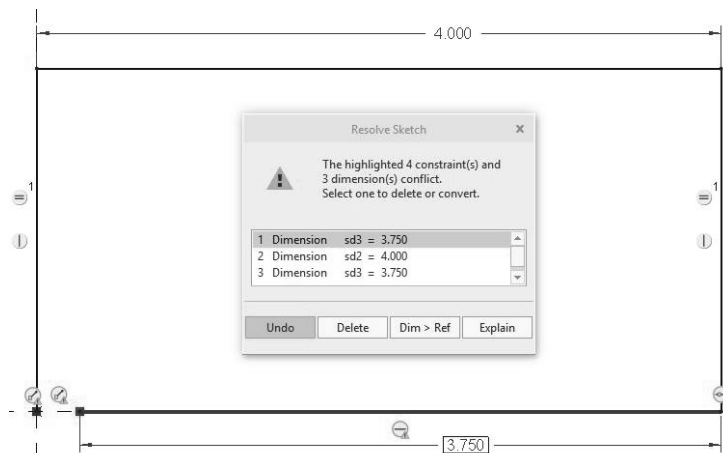 4.000
Resolve Sketch
The highlighted 4 constraint(s) and
3 dimension(s) conflict.
Select one to delete or convert.
1
1
1 Dimension sd3 = 3.750
2 Dimension sd2 = 4.000
3 Dimension sd3 = 3.750
Undo Delete Dim > Ref Explain
3.750